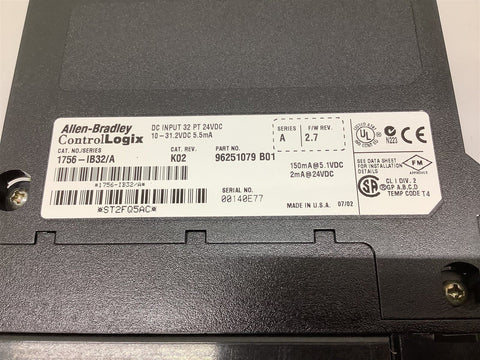 Allen-Bradley
ControlLogix
DC INPUT 32 PT 24VDC
10-31.2VDC 5.5mA
SERIES
A
F/W REV.
2.7
CAT. NO./SERIES
1756-IB32/A
CAT. REV.
K02
PART NO.
96251079 B01
150mA@5.1VDC
2mA@24VDC
*1756-IB32/A*
*ST2FQ5AC*
SERIAL NO.
00140E77
MADE IN U.S.A.
07/02
N223
SEE DATA SHEET
FOR INSTALLATION
DETAILS
FM
APPROVED
CL I DIV. 2
GP A,B,C,D
TEMP CODE T4